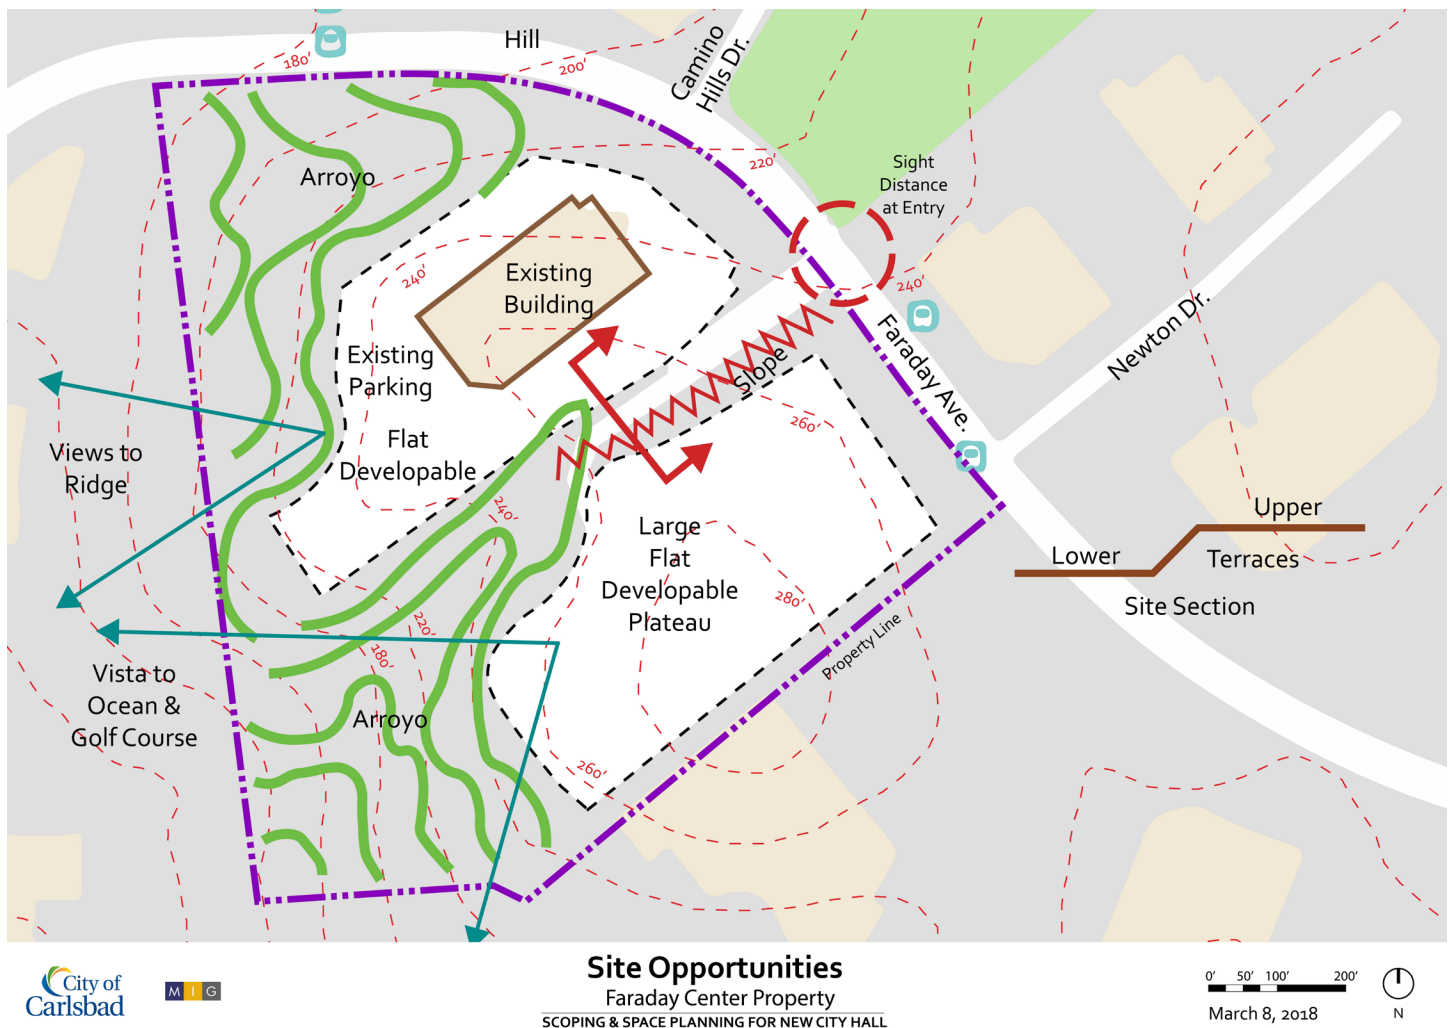 Hill
180'
200'
Camino
Hills Dr.
220'
Sight
Distance
at Entry
Arroyo
240'
Existing
Building
240'
Newton Dr.
Faraday Ave.
Existing
Parking
Slope
260'
Flat
Developable
Views to
Ridge
240'
Large
Flat
Developable
Plateau
280'
Upper
Lower
Terraces
Site Section
220'
180'
Property Line
Vista to
Ocean &
Golf Course
Arroyo
260'
City of
Carlsbad
M I G
Site Opportunities
Faraday Center Property
SCOPING & SPACE PLANNING FOR NEW CITY HALL
0' 50' 100' 200'
March 8, 2018
N